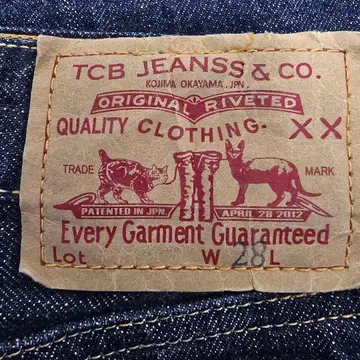 TCB JEANSS & CO.
KOJIMA OKAYAMA, JPN.
ORIGINAL RIVETED
QUALITY CLOTHING. XX
TRADE MARK
PATENTED IN JPN. APRIL 28 2012
Every Garment Guaranteed
Lot W 28 L